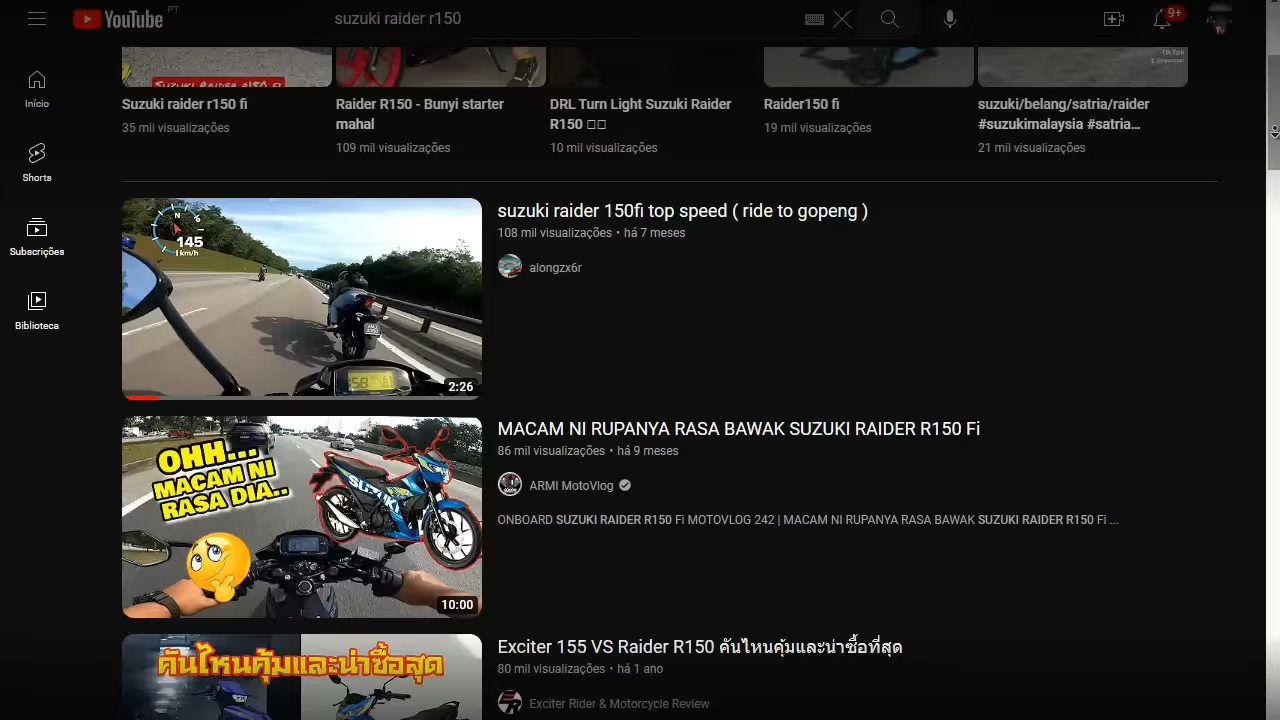 YouTube PT
suzuki raider r150
9+
TikTok
SUZUKI RAIDER R150 FI
Suzuki raider r150 fi
35 mil visualizações
Raider R150 - Bunyi starter
mahal
109 mil visualizações
DRL Turn Light Suzuki Raider
R150
10 mil visualizações
Raider150 fi
19 mil visualizações
suzuki/belang/satria/raider
#suzukimalaysia #satria...
21 mil visualizações
Início
Shorts
Subscrições
Biblioteca
N
145
km/h
58
2:26
suzuki raider 150fi top speed ( ride to gopeng )
108 mil visualizações • há 7 meses
alongzx6r
OHH...
MACAM NI
RASA DIA..
SUZUKI
10:00
MACAM NI RUPANYA RASA BAWAK SUZUKI RAIDER R150 Fi
86 mil visualizações • há 9 meses
ARMI MotoVlog
ONBOARD SUZUKI RAIDER R150 Fi MOTOVLOG 242 | MACAM NI RUPANYA RASA BAWAK SUZUKI RAIDER R150 Fi ...
คันไหนคุ้มและน่าซื้อสุด
Exciter 155 VS Raider R150 คันไหนคุ้มและน่าซื้อที่สุด
80 mil visualizações • há 1 ano
Exciter Rider & Motorcycle Review